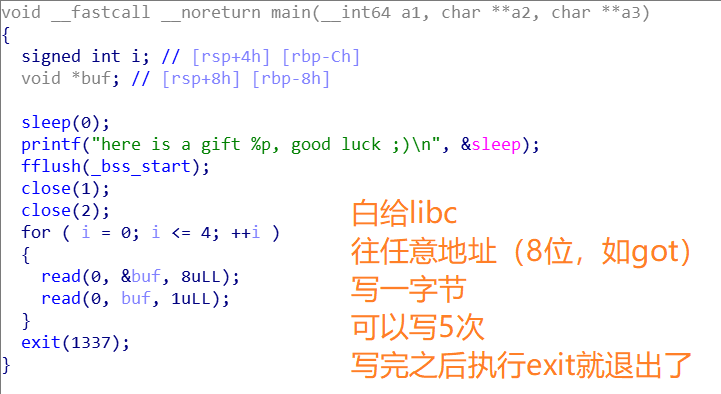 void __fastcall __noreturn main(__int64 a1, char **a2, char **a3)
{
signed int i; // [rsp+4h] [rbp-Ch]
void *buf; // [rsp+8h] [rbp-8h]
sleep(0);
printf("here is a gift %p, good luck ;)\n", &sleep);
fflush(_bss_start);
close(1);
close(2);
for ( i = 0; i <= 4; ++i )
{
read(0, &buf, 8uLL);
read(0, buf, 1uLL);
}
exit(1337);
}
白给libc
往任意地址（8位，如got）
写一字节
可以写5次
写完之后执行exit就退出了